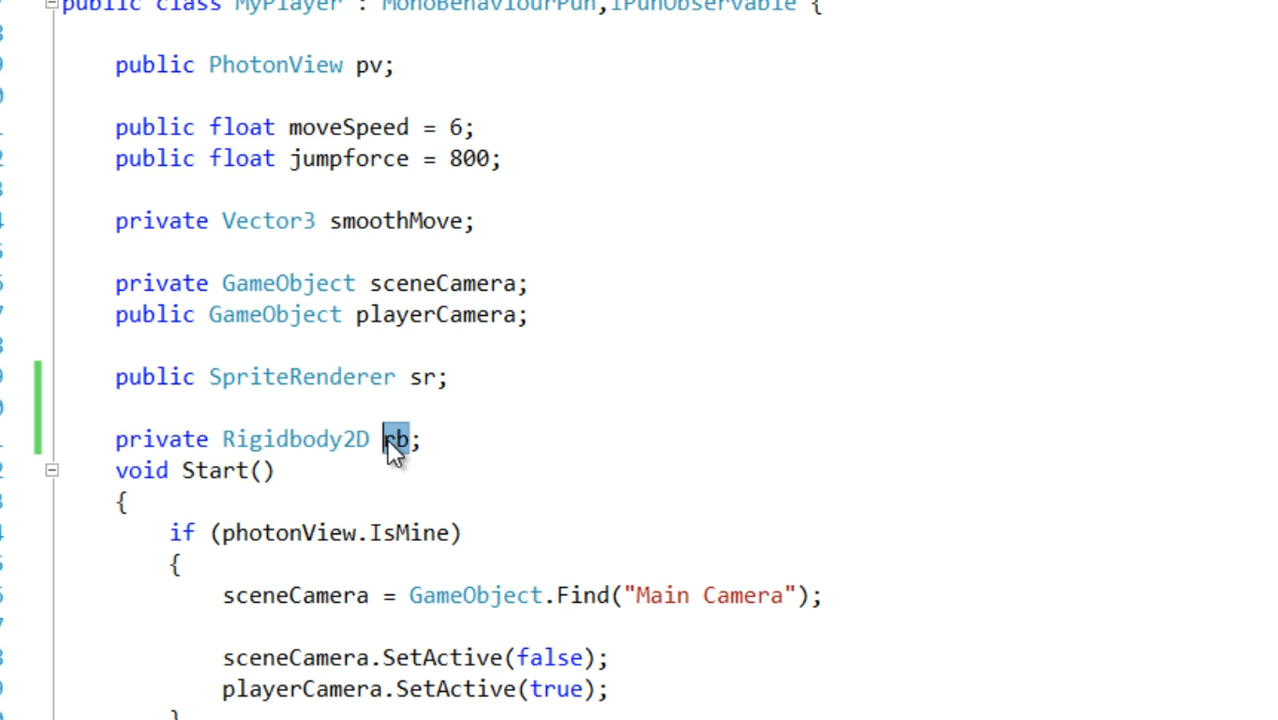 public class MyPlayer : MonoBehaviourPun,IPunObservable {
public PhotonView pv;
public float moveSpeed = 6;
public float jumpforce = 800;
private Vector3 smoothMove;
private GameObject sceneCamera;
public GameObject playerCamera;
public SpriteRenderer sr;
private Rigidbody2D rb;
void Start()
{
if (photonView.IsMine)
{
sceneCamera = GameObject.Find("Main Camera");
sceneCamera.SetActive(false);
playerCamera.SetActive(true);
}